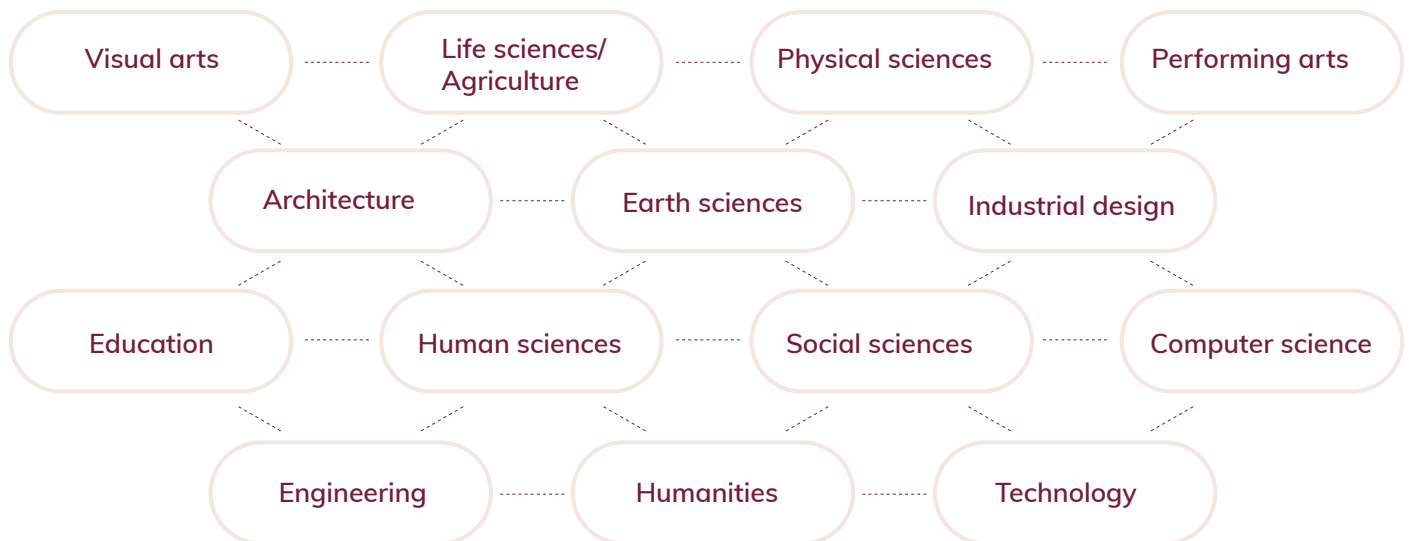 Visual arts
Life sciences/
Agriculture
Physical sciences
Performing arts
Architecture
Earth sciences
Industrial design
Education
Human sciences
Social sciences
Computer science
Engineering
Humanities
Technology